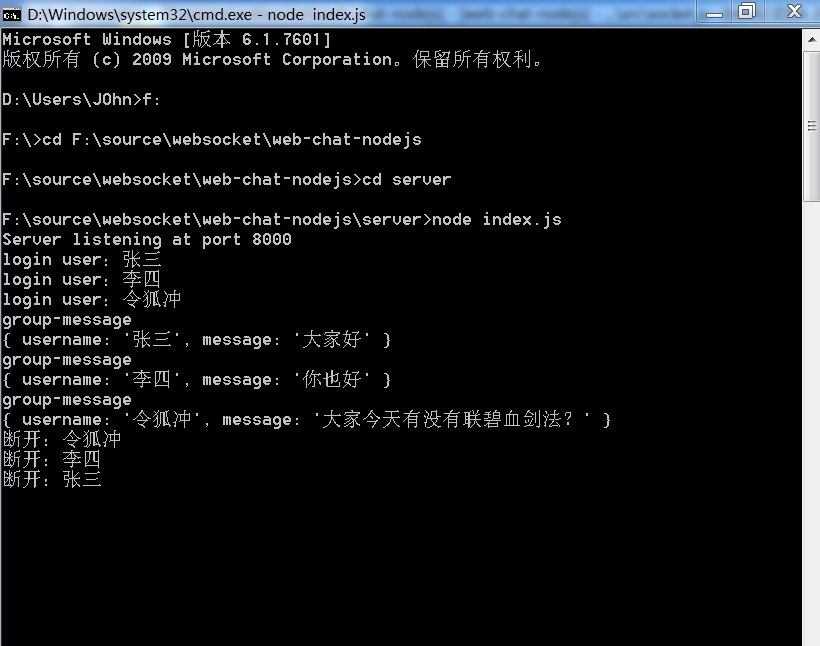 D:\Windows\system32\cmd.exe - node  index.js
Microsoft Windows [版本 6.1.7601]
版权所有 (c) 2009 Microsoft Corporation。保留所有权利。
D:\Users\JOhn>f:
F:\>cd F:\source\websocket\web-chat-nodejs
F:\source\websocket\web-chat-nodejs>cd server
F:\source\websocket\web-chat-nodejs\server>node index.js
Server listening at port 8000
login user: 张三
login user: 李四
login user: 令狐冲
group-message
{ username: '张三', message: '大家好' }
group-message
{ username: '李四', message: '你也好' }
group-message
{ username: '令狐冲', message: '大家今天有没有联碧血剑法？' }
断开: 令狐冲
断开: 李四
断开: 张三